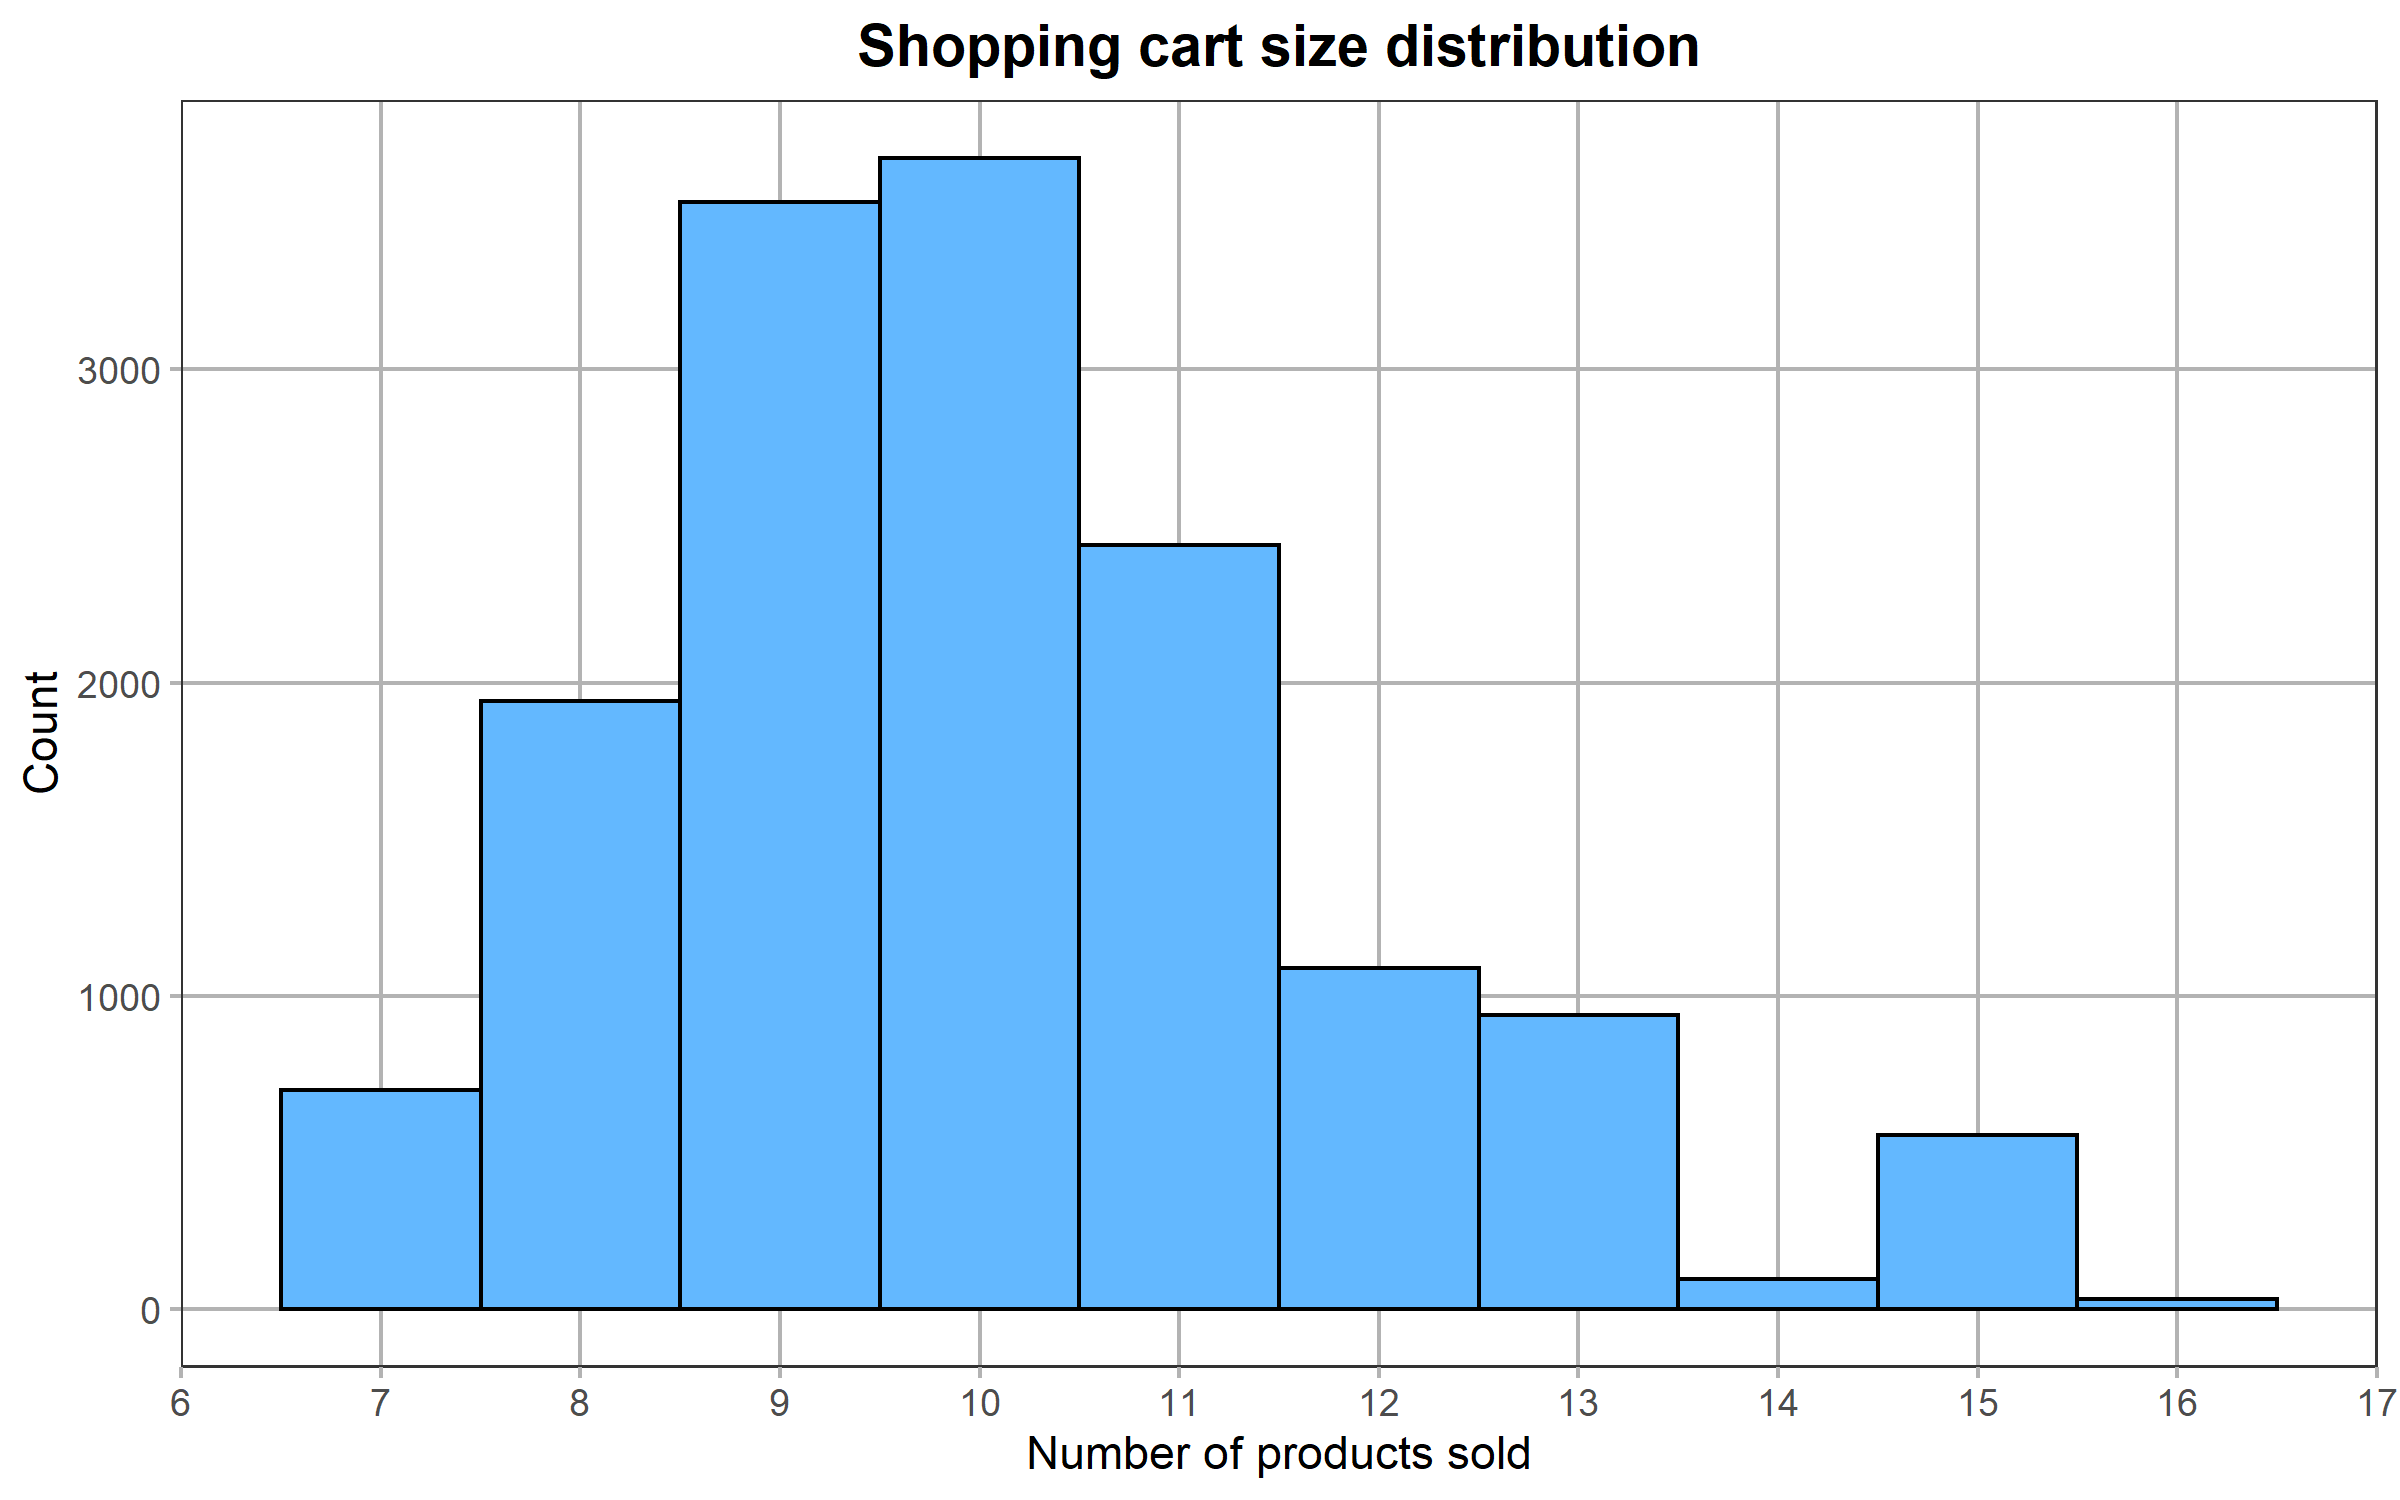 Shopping cart size distribution
Count
3000
2000
1000
0
6 7 8 9 10 11 12 13 14 15 16 17
Number of products sold